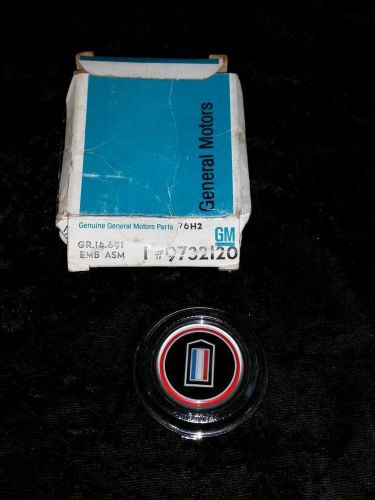 General Motors
Genuine General Motors Parts 76H2
GM
GR.14.691
EMB ASM 1 #9732120